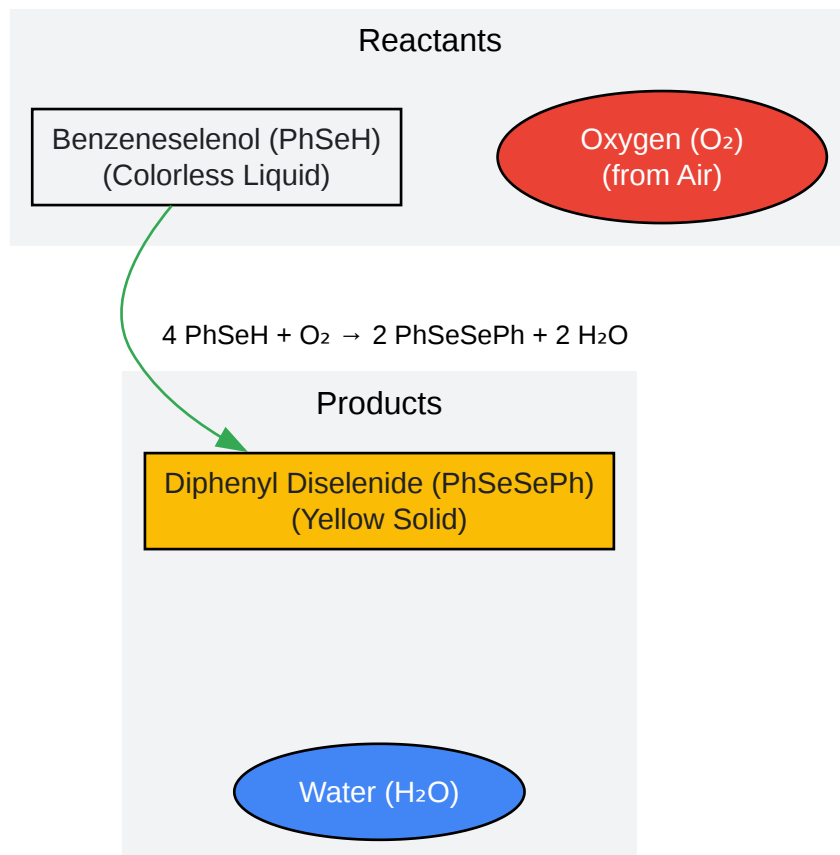 Reactants
Benzeneselenol (PhSeH)
(Colorless Liquid)
Oxygen (O₂)
(from Air)
4 PhSeH + O₂ → 2 PhSeSePh + 2 H₂O
Products
Diphenyl Diselenide (PhSeSePh)
(Yellow Solid)
Water (H₂O)